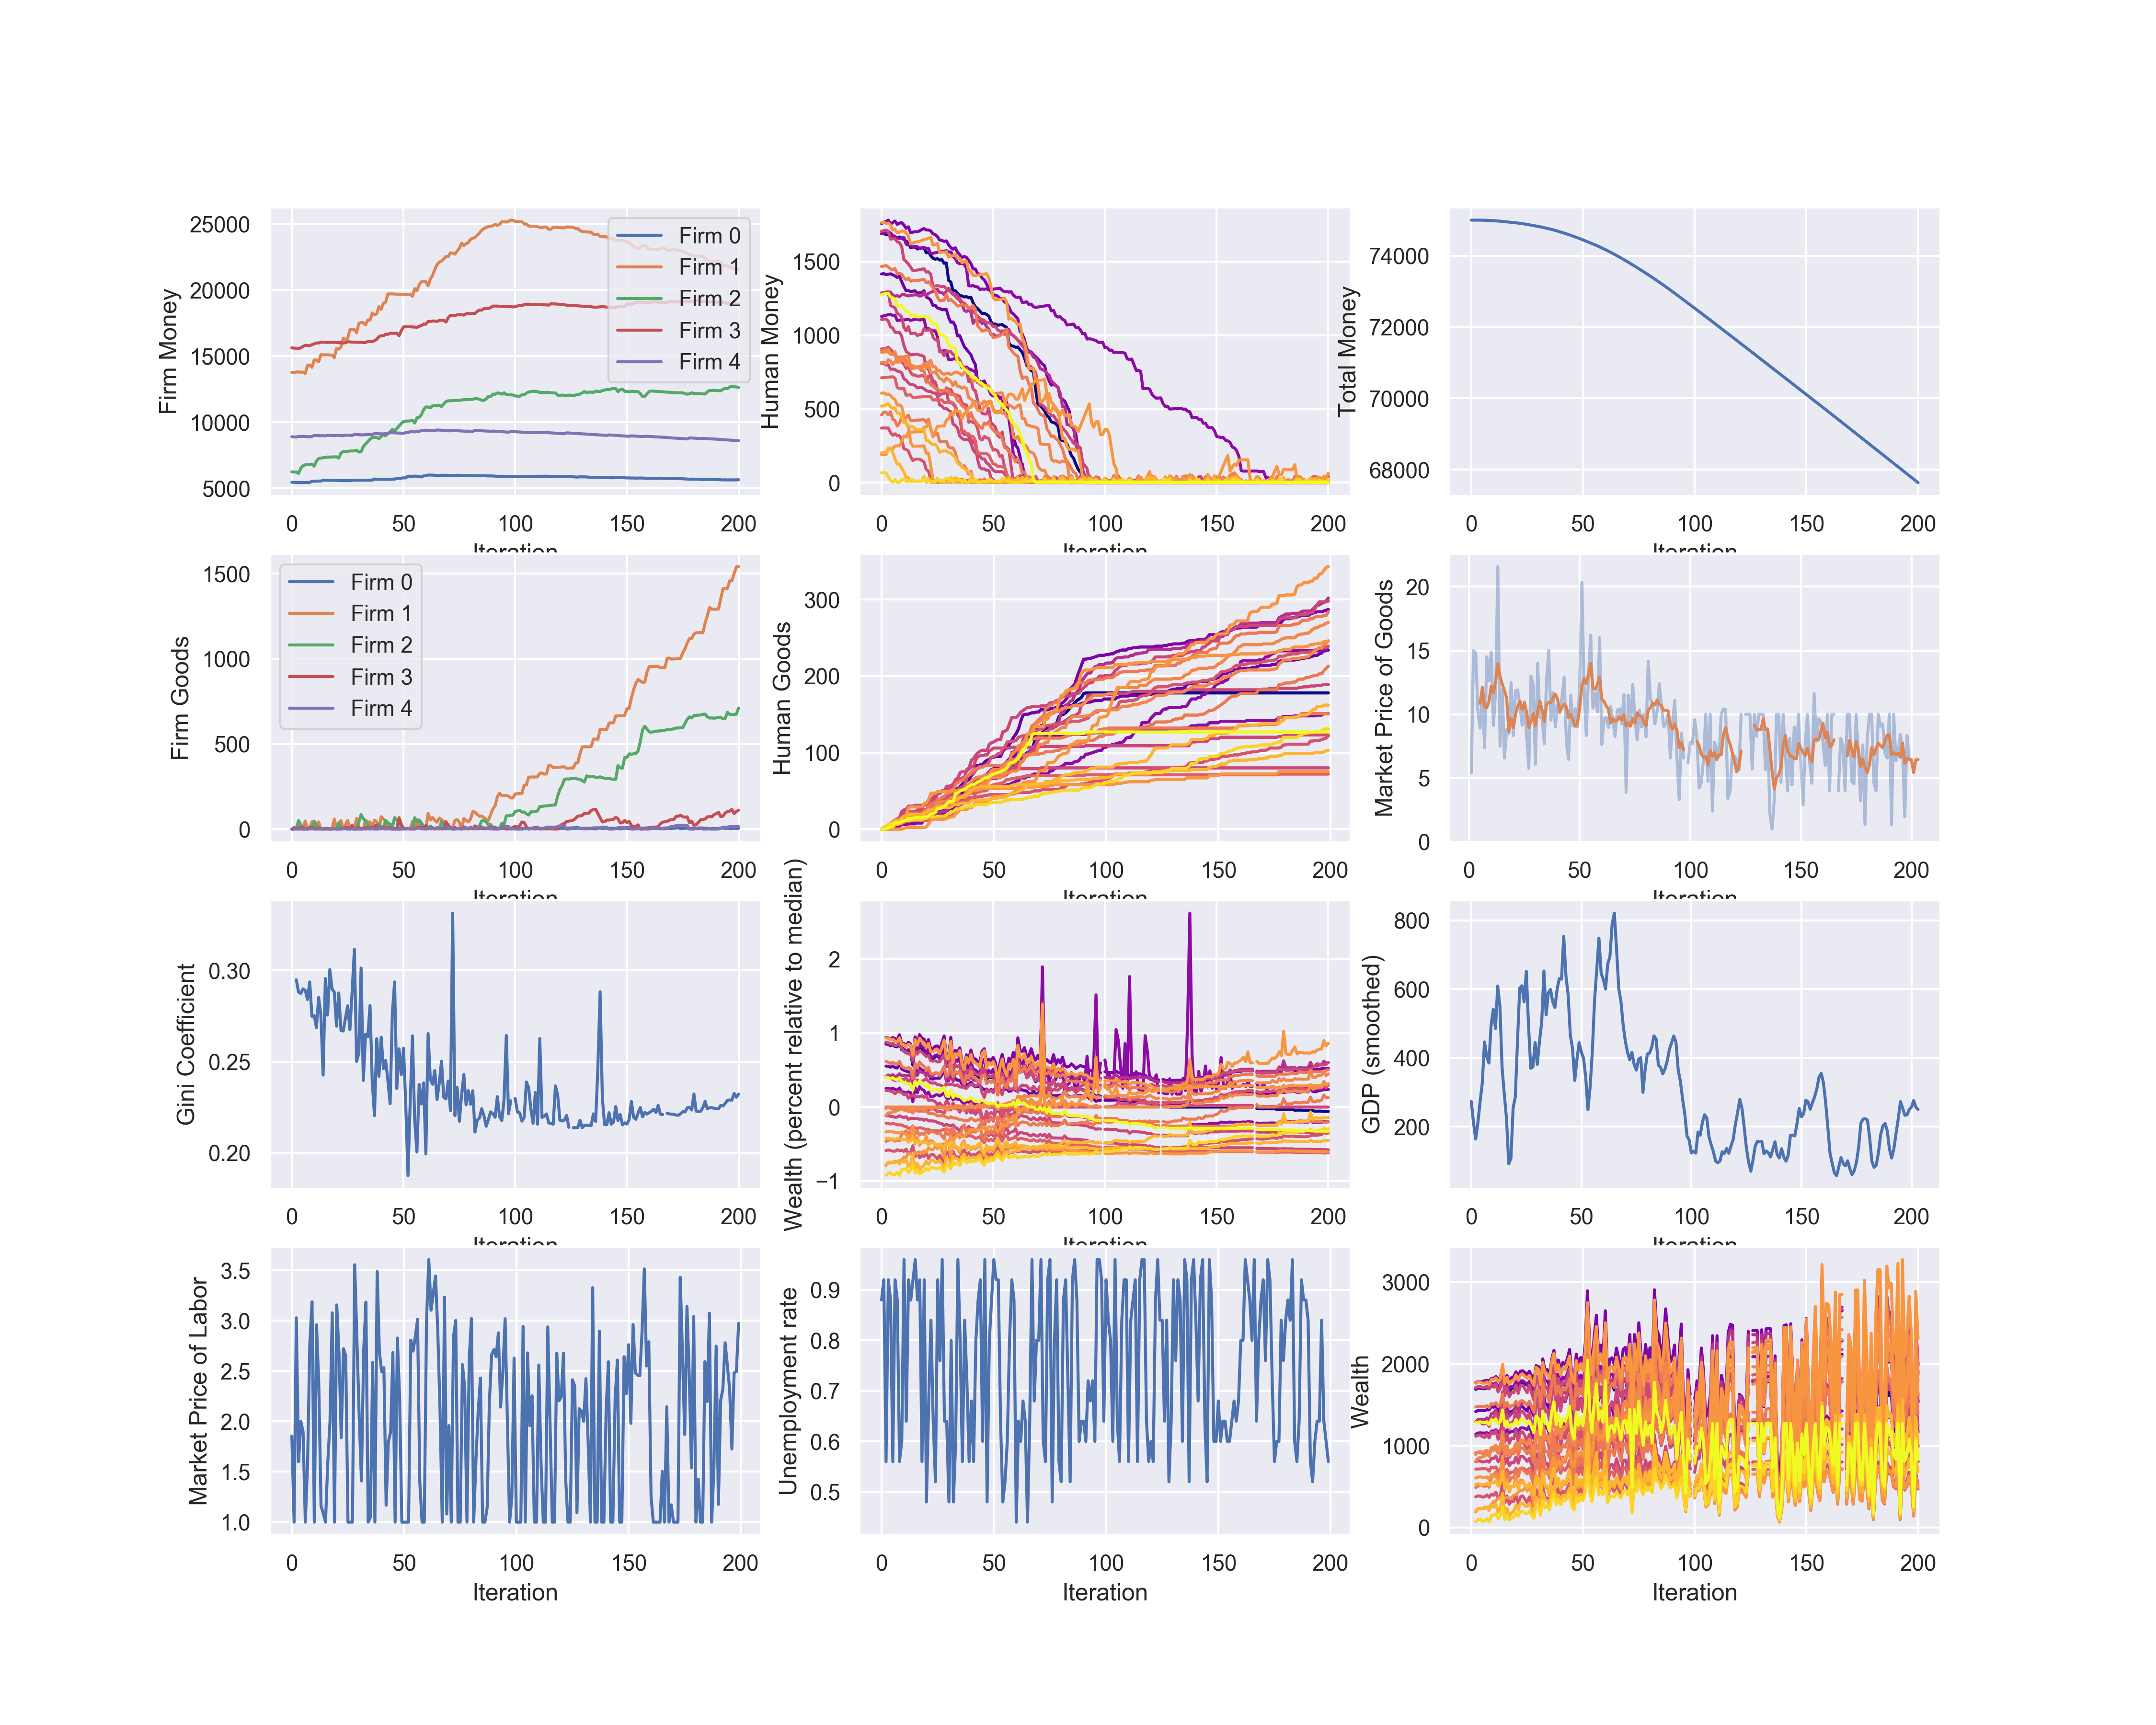 Firm Money
25000
20000
15000
10000
5000
Firm 0
Firm 1
Firm 2
Firm 3
Firm 4
0 50 100 150 200
Iteration
Human Money
1500
1000
500
0
0 50 100 150 200
Iteration
Total Money
74000
72000
70000
68000
0 50 100 150 200
Iteration
Firm Goods
1500
1000
500
0
Firm 0
Firm 1
Firm 2
Firm 3
Firm 4
0 50 100 150 200
Iteration
Human Goods
300
200
100
0
0 50 100 150 200
Iteration
Market Price of Goods
20
15
10
5
0
0 50 100 150 200
Iteration
Gini Coefficient
0.30
0.25
0.20
0 50 100 150 200
Iteration
Wealth (percent relative to median)
2
1
0
−1
0 50 100 150 200
Iteration
GDP (smoothed)
800
600
400
200
0 50 100 150 200
Iteration
Market Price of Labor
3.5
3.0
2.5
2.0
1.5
1.0
0 50 100 150 200
Iteration
Unemployment rate
0.9
0.8
0.7
0.6
0.5
0 50 100 150 200
Iteration
Wealth
3000
2000
1000
0
0 50 100 150 200
Iteration